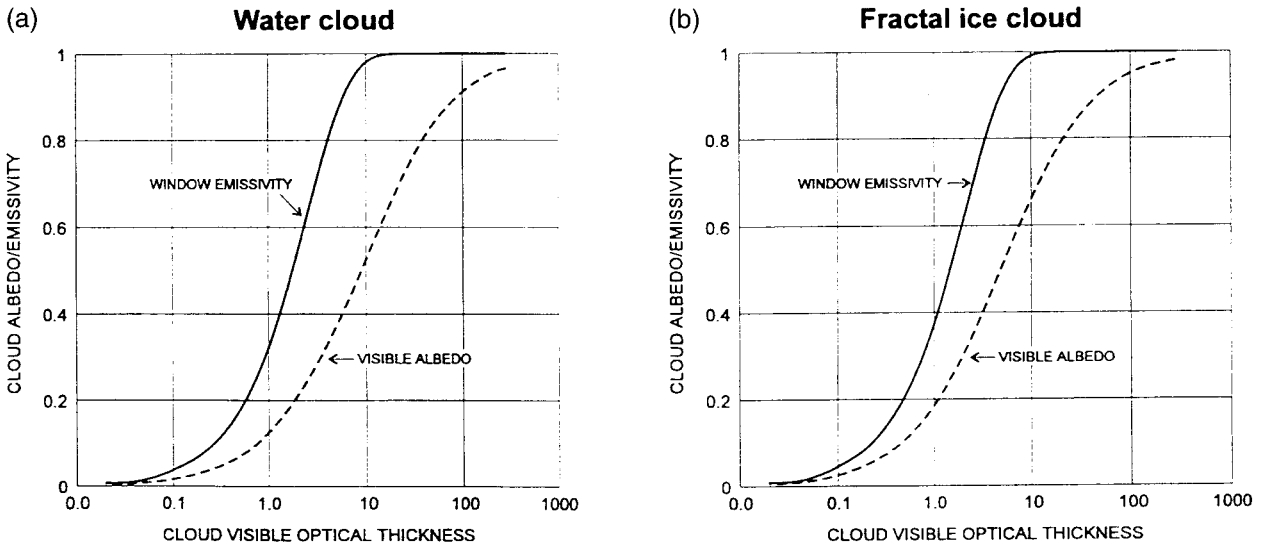 (a)
Water cloud
1
0.8
0.6
0.4
0.2
0
0.0
0.1
1.0
10
100
1000
CLOUD ALBEDO/EMISSIVITY
WINDOW EMISSIVITY
VISIBLE ALBEDO
CLOUD VISIBLE OPTICAL THICKNESS
(b)
Fractal ice cloud
1
0.8
0.6
0.4
0.2
0
0.0
0.1
1.0
10
100
1000
CLOUD ALBEDO/EMISSIVITY
WINDOW EMISSIVITY
VISIBLE ALBEDO
CLOUD VISIBLE OPTICAL THICKNESS